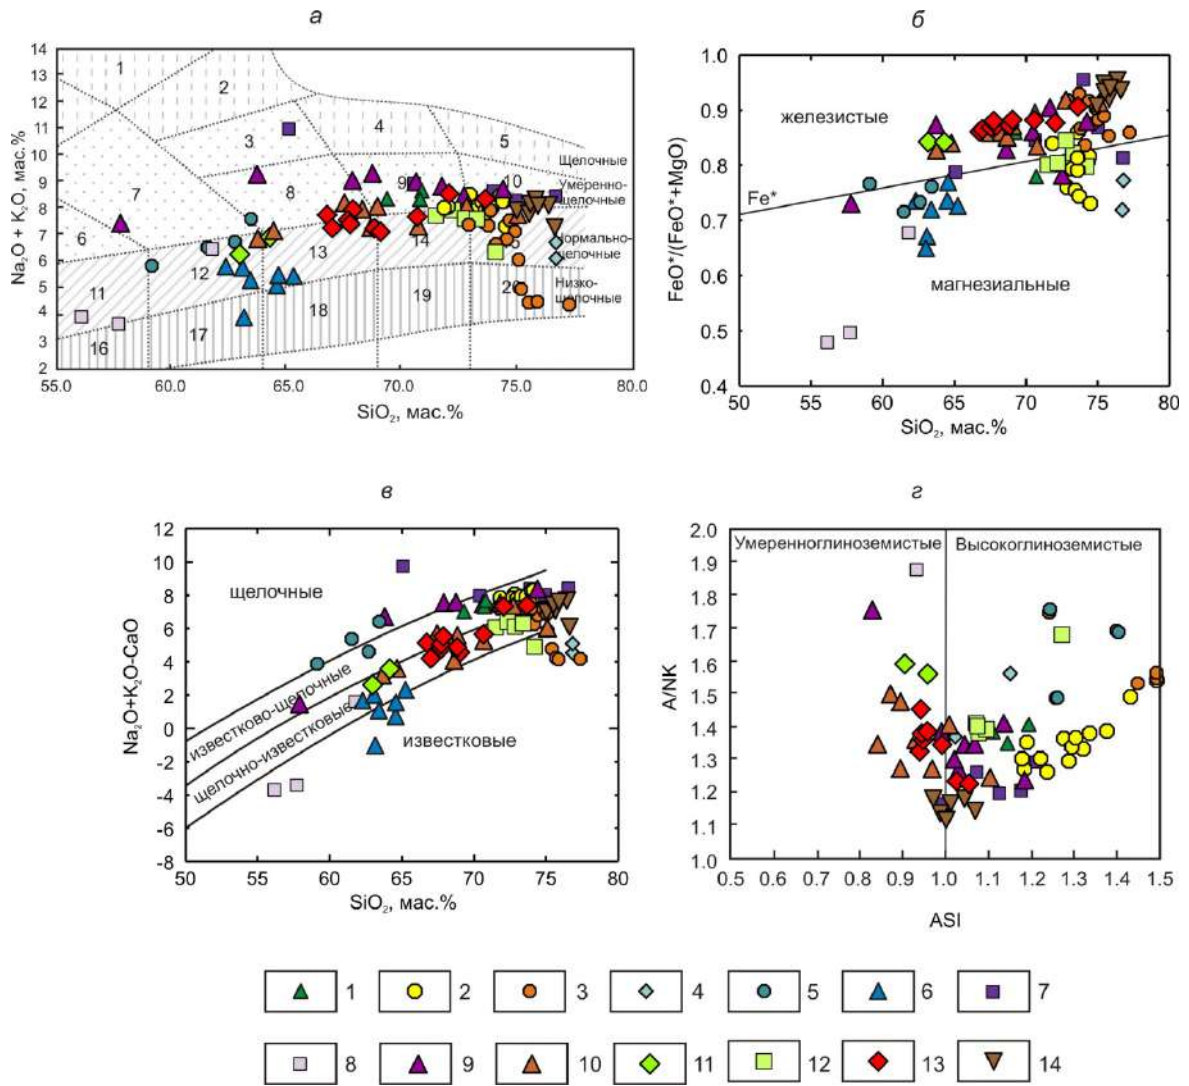 а
Na₂O + K₂O, мас.%
14
13
12
11
10
9
8
7
6
5
4
3
2
1
2
3
4
5
6
7
8
9
10
11
12
13
14
16
17
18
19
Щелочные
Умеренно-
щелочные
Нормально-
щелочные
Низко-
щелочные
55.0 60.0 65.0 70.0 75.0 80.0
SiO₂, мас.%
б
FeO*/(FeO*+MgO)
1.0
0.9
0.8
0.7
0.6
0.5
0.4
железистые
Fe*
магнезиальные
50 55 60 65 70 75 80
SiO₂, мас.%
в
Na₂O+K₂O-CaO
12
10
8
6
4
2
0
-2
-4
-6
-8
щелочные
известково-щелочные
щелочно-известковые
известковые
50 55 60 65 70 75 80
SiO₂, мас.%
г
A/NK
2.0
1.9
1.8
1.7
1.6
1.5
1.4
1.3
1.2
1.1
1.0
Умеренноглиноземистые Высокоглиноземистые
0.5 0.6 0.7 0.8 0.9 1.0 1.1 1.2 1.3 1.4 1.5
ASI
1 2 3 4 5 6 7
8 9 10 11 12 13 14